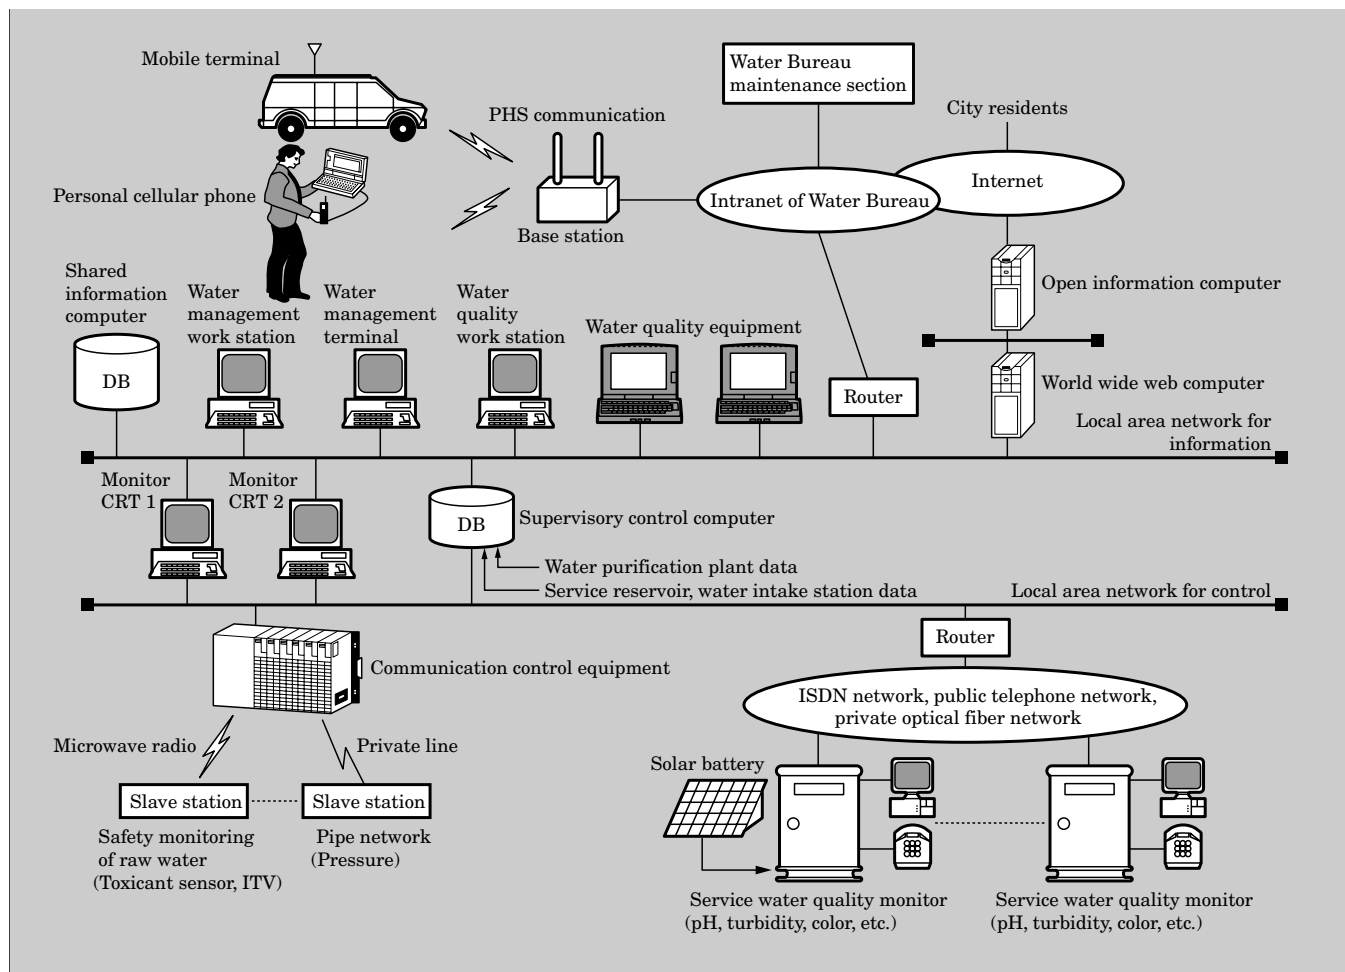 Mobile terminal
Water Bureau
maintenance section
PHS communication
City residents
Internet
Personal cellular phone
Intranet of Water Bureau
Base station
Shared
information
computer
Water
management
work station
Water
management
terminal
Water
quality
work station
Water quality equipment
Open information computer
DB
Router
World wide web computer
Local area network for
information
Monitor
CRT 1
Monitor
CRT 2
DB
Supervisory control computer
Water purification plant data
Service reservoir, water intake station data
Local area network for control
Router
Communication control equipment
ISDN network, public telephone network,
private optical fiber network
Microwave radio
Private line
Solar battery
Slave station
Slave station
Safety monitoring
of raw water
(Toxicant sensor, ITV)
Pipe network
(Pressure)
Service water quality monitor
(pH, turbidity, color, etc.)
Service water quality monitor
(pH, turbidity, color, etc.)